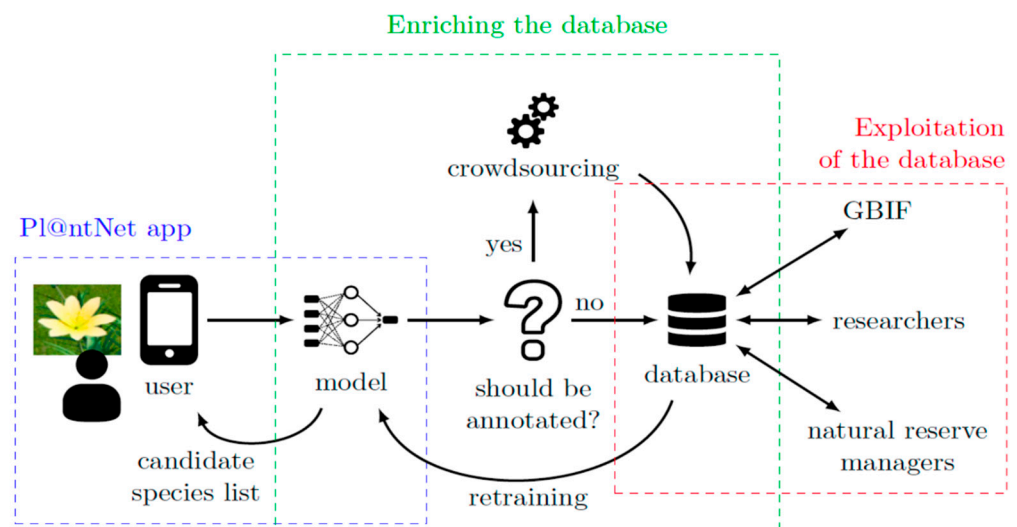 Enriching the database
Exploitation
of the database
Pl@ntNet app
crowdsourcing
GBIF
yes
no
researchers
user
model
should be
annotated?
database
natural reserve
managers
candidate
species list
retraining